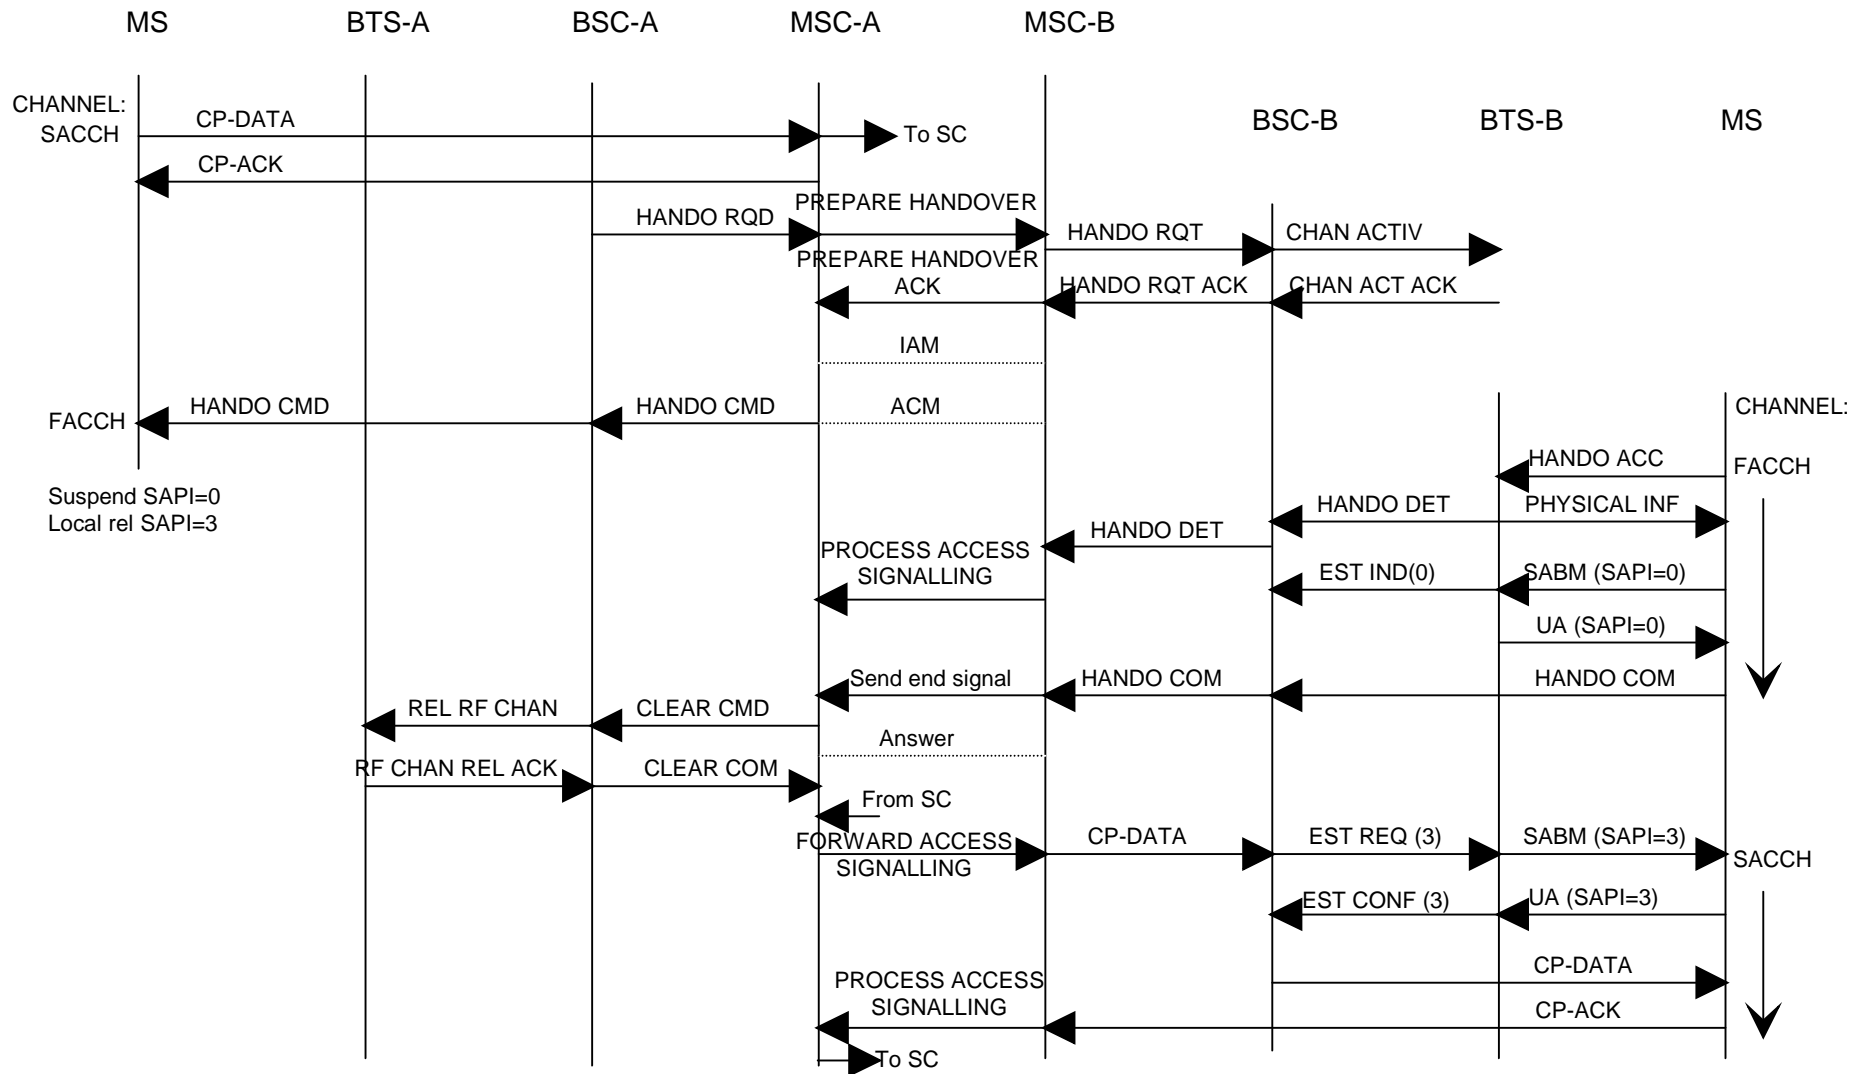 MS BTS-A BSC-A MSC-A MSC-B
BSC-B BTS-B MS
CHANNEL:
SACCH
CP-DATA
To SC
CP-ACK
PREPARE HANDOVER
HANDO RQD
HANDO RQT
CHAN ACTIV
PREPARE HANDOVER
ACK
HANDO RQT ACK
CHAN ACT ACK
IAM
FACCH
HANDO CMD
HANDO CMD
ACM
CHANNEL:
HANDO ACC
FACCH
Suspend SAPI=0
Local rel SAPI=3
HANDO DET
PHYSICAL INF
HANDO DET
PROCESS ACCESS
SIGNALLING
EST IND(0)
SABM (SAPI=0)
UA (SAPI=0)
Send end signal
HANDO COM
HANDO COM
REL RF CHAN
CLEAR CMD
Answer
RF CHAN REL ACK
CLEAR COM
From SC
FORWARD ACCESS
SIGNALLING
CP-DATA
EST REQ (3)
SABM (SAPI=3)
SACCH
EST CONF (3)
UA (SAPI=3)
CP-DATA
PROCESS ACCESS
SIGNALLING
CP-ACK
To SC